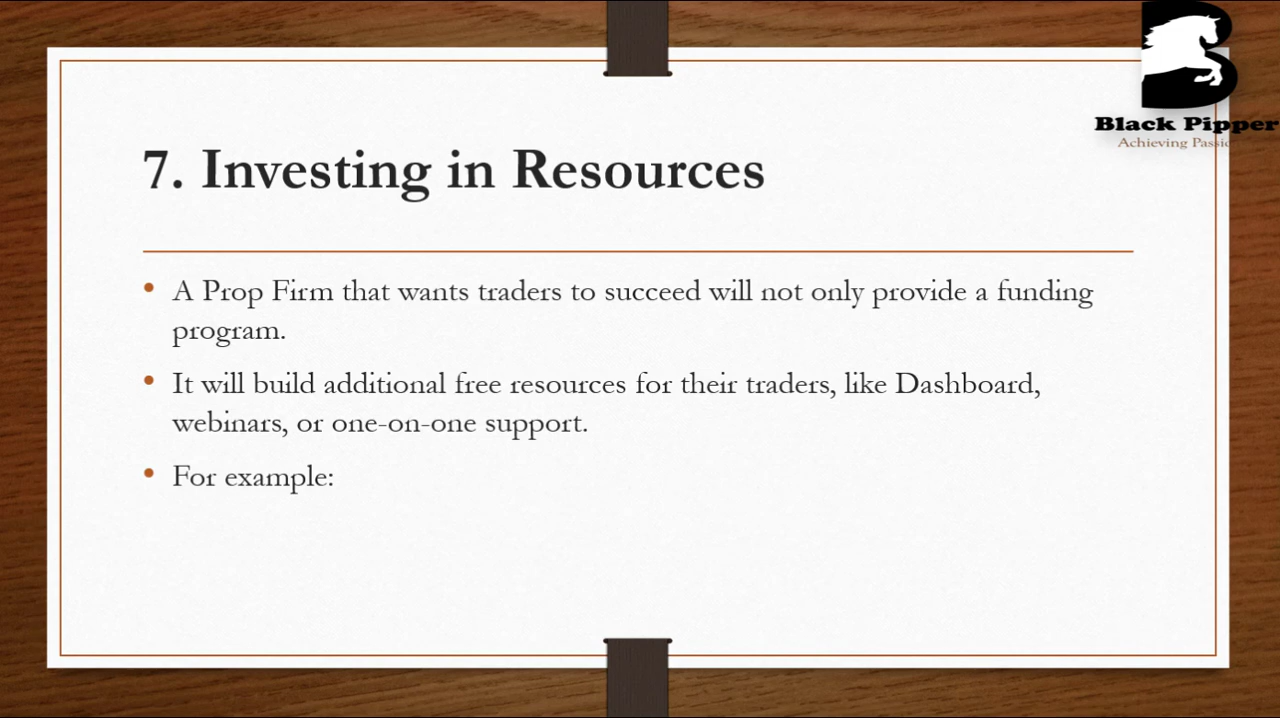 Black Pipper
Achieving Passio
7. Investing in Resources
• A Prop Firm that wants traders to succeed will not only provide a funding
program.
• It will build additional free resources for their traders, like Dashboard,
webinars, or one-on-one support.
• For example: